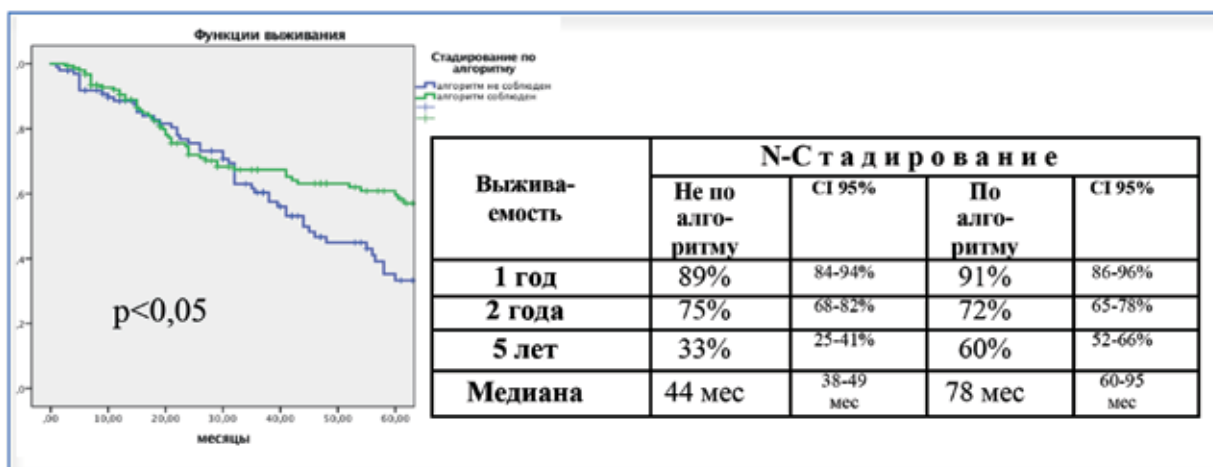 Функции выживания
Стадирование по
алгоритму
алгоритм не соблюден
алгоритм соблюден
,0
,8
,6
,4
,2
,0
p<0,05
,00 10,00 20,00 30,00 40,00 50,00 60,00
месяцы
Выжива-
емость
N-С т а д и р о в а н и е
Не по
алго-
ритму
CI 95%
По
алго-
ритму
CI 95%
1 год 89% 84-94% 91% 86-96%
2 года 75% 68-82% 72% 65-78%
5 лет 33% 25-41% 60% 52-66%
Медиана 44 мес 38-49
мес
78 мес 60-95
мес